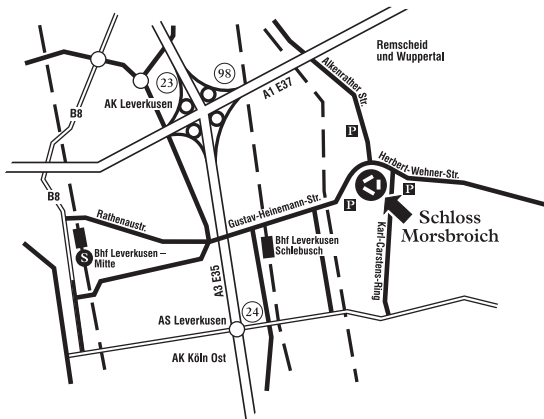 Remscheid
und Wuppertal
98
23
AK Leverkusen
A1 E37
Alkenrather Str.
B8
P
Herbert-Wehner-Str.
P
B8
P
Rathenaustr.
Gustav-Heinemann-Str.
Schloss
Morsbroich
Bhf Leverkusen –
Mitte
S
Bhf Leverkusen
Schlebusch
Karl-Carstens-Ring
A3 E35
24
AS Leverkusen
AK Köln Ost